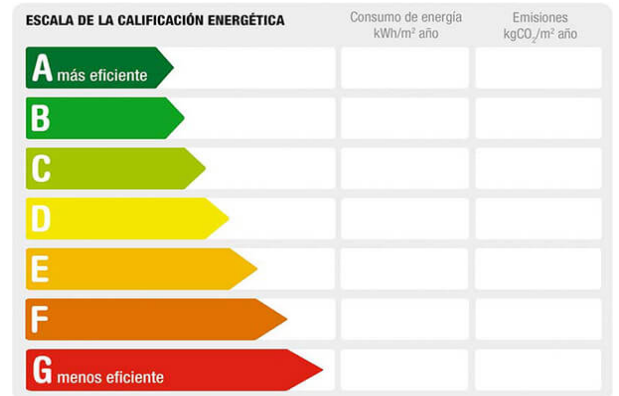 ESCALA DE LA CALIFICACIÓN ENERGÉTICA
Consumo de energía
kWh/m² año
Emisiones
kgCO₂/m² año
A más eficiente
B
C
D
E
F
G menos eficiente